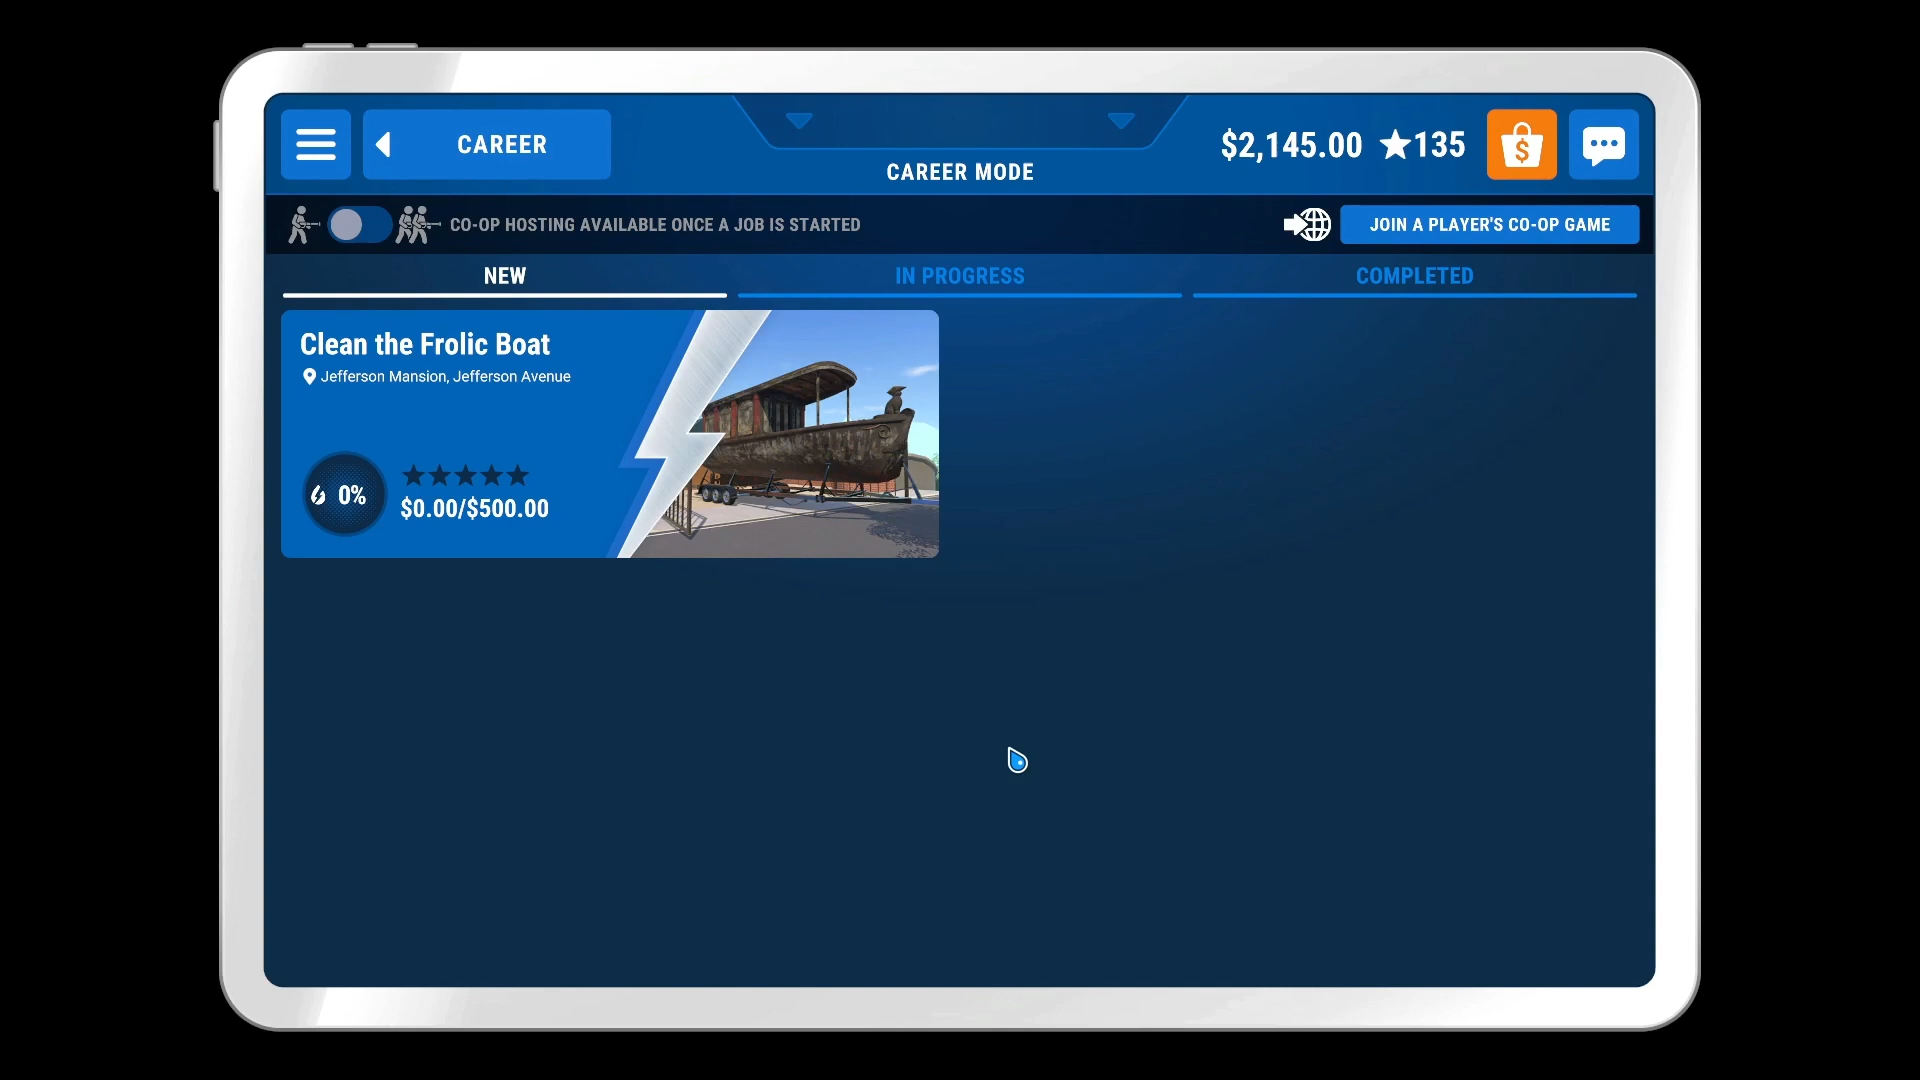 CAREER
CAREER MODE
$2,145.00 ★135
CO-OP HOSTING AVAILABLE ONCE A JOB IS STARTED
JOIN A PLAYER'S CO-OP GAME
NEW
IN PROGRESS
COMPLETED
Clean the Frolic Boat
Jefferson Mansion, Jefferson Avenue
0%
$0.00/$500.00